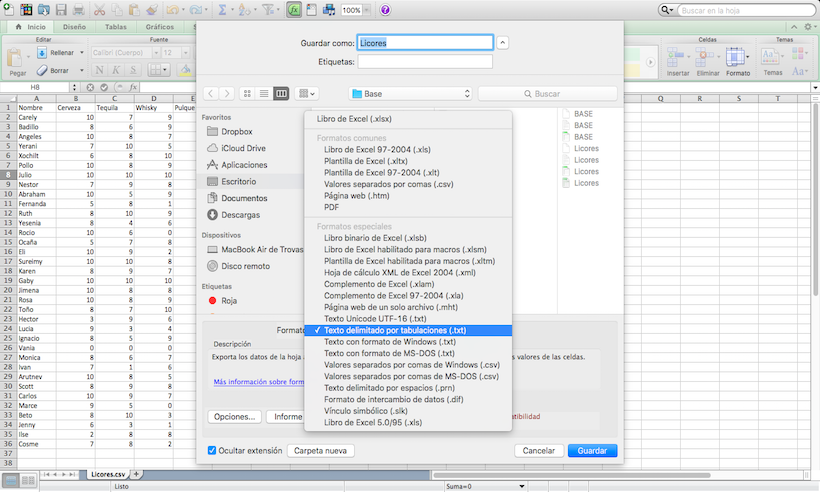 100%
Buscar en la hoja
Inicio Diseño Tablas Gráficos
Edición Fuente Celdas Temas
Pegar Rellenar Calibri (Cuerpo) 12 Insertar Eliminar Formato Temas Aa
Borrar N K S
H8 fx
A B C D E Q R S T
Guardar como: Licores
Etiquetas:
Base Buscar
Favoritos
Dropbox
iCloud Drive
Aplicaciones
Escritorio
Documentos
Descargas
Dispositivos
MacBook Air de Trovas
Disco remoto
Etiquetas
Roja
Libro de Excel (.xlsx)
Formatos comunes
Libro de Excel 97-2004 (.xls)
Plantilla de Excel (.xltx)
Plantilla de Excel 97-2004 (.xlt)
Valores separados por comas (.csv)
Página web (.htm)
PDF
Formatos especiales
Libro binario de Excel (.xlsb)
Libro de Excel habilitado para macros (.xlsm)
Plantilla de Excel habilitada para macros (.xltm)
Hoja de cálculo XML de Excel 2004 (.xml)
Complemento de Excel (.xlam)
Complemento de Excel 97-2004 (.xla)
Página web de un solo archivo (.mht)
Texto Unicode UTF-16 (.txt)
✓ Texto delimitado por tabulaciones (.txt)
Texto con formato de Windows (.txt)
Texto con formato de MS-DOS (.txt)
Valores separados por comas de Windows (.csv)
Valores separados por comas de MS-DOS (.csv)
Texto delimitado por espacios (.prn)
Formato de intercambio de datos (.dif)
Vínculo simbólico (.slk)
Libro de Excel 5.0/95 (.xls)
BASE
BASE
BASE
Licores
Licores
Licores
Licores
Formato
Descripción
Exporta los datos de la hoja a s valores de las celdas.
Más información sobre form
Opciones... Informe atibilidad
Ocultar extensión Carpeta nueva Cancelar Guardar
1 Nombre Cerveza Tequila Whisky Pulque
2 Carely 10 7 9
3 Badillo 8 6 9
4 Angeles 10 8 7
5 Yerani 7 10 5
6 Xochilt 6 8 10
7 Pollo 10 8 9
8 Julio 10 10 10
9 Nestor 7 9 8
10 Abraham 10 5 9
11 Fernanda 5 8 1
12 Ruth 8 10 9
13 Yesenia 8 4 6
14 Rocio 10 6 0
15 Ocaña 5 7 8
16 Eli 10 9 2
17 Sureimy 10 10 8
18 Karen 8 9 7
19 Gaby 10 10 10
20 Jimena 10 8 8
21 Rosa 8 9 10
22 Toño 8 7 10
23 Hector 3 9 6
24 Lucia 9 3 4
25 Ignacio 8 5 9
26 Vania 0 0 0
27 Monica 8 6 7
28 Ivan 7 1 6
29 Arutnev 10 8 5
30 Scott 8 9 8
31 Carlos 10 9 7
32 Marce 9 5 0
33 Beto 8 10 3
34 Jenny 6 3 1
35 Ilse 2 8 8
36 Cosme 7 8 2
37
38
Licores.csv
Listo Suma=0